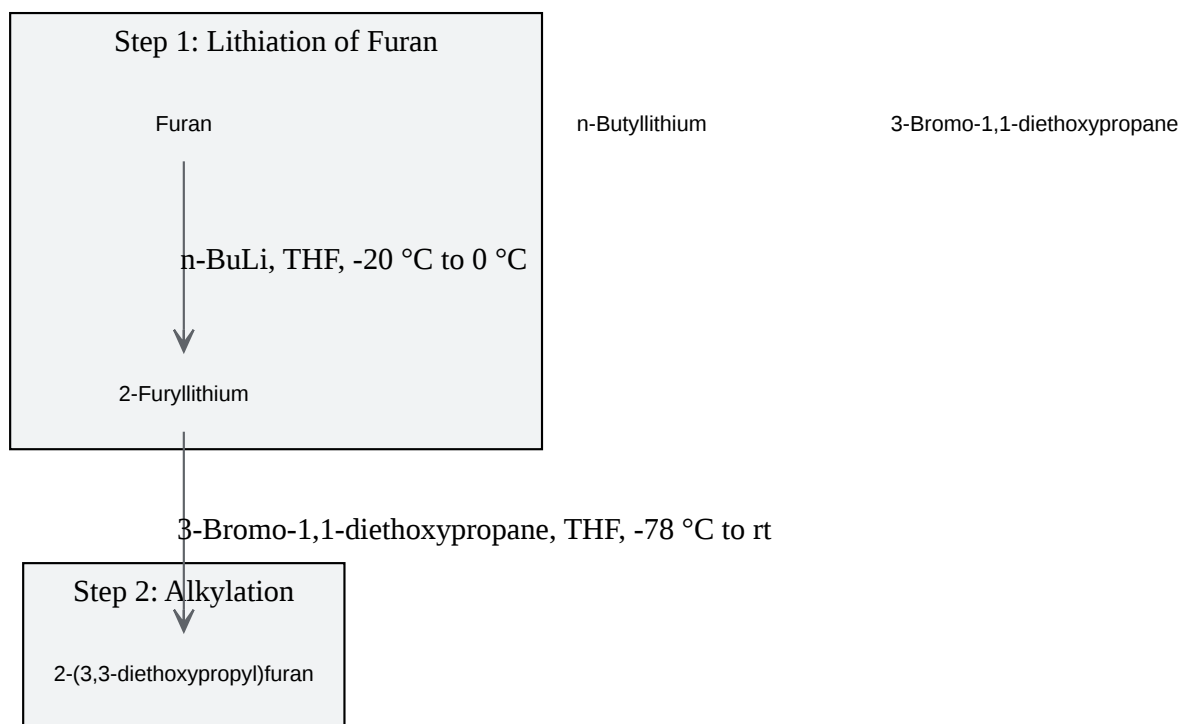 Step 1: Lithiation of Furan
Furan
n-Butyllithium
3-Bromo-1,1-diethoxypropane
n-BuLi, THF, -20 °C to 0 °C
2-Furyllithium
3-Bromo-1,1-diethoxypropane, THF, -78 °C to rt
Step 2: Alkylation
2-(3,3-diethoxypropyl)furan